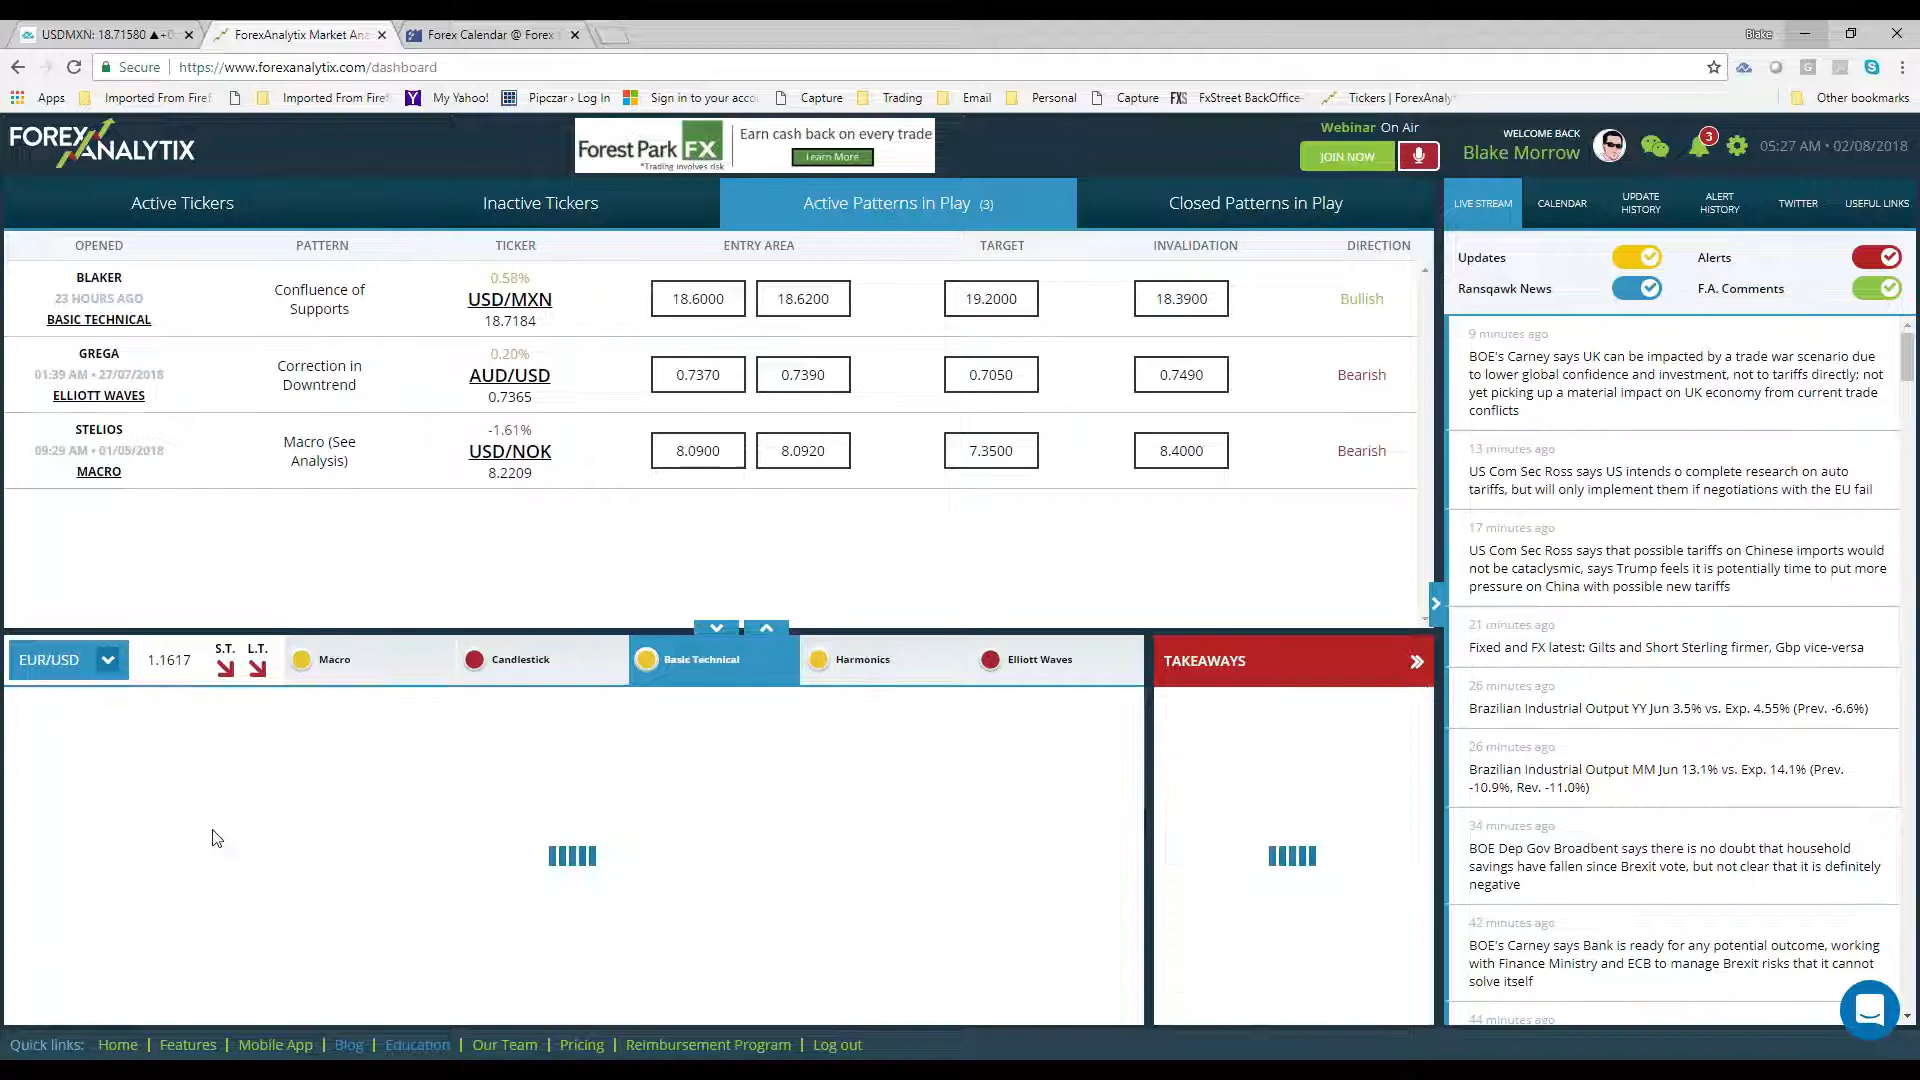 USDMXN: 18.71580 ▲+0
ForexAnalytix Market Ana
Forex Calendar @ Forex
Blake
Secure
https://www.forexanalytix.com/dashboard
Apps
Imported From Firef
Imported From Firef
My Yahoo!
Pipczar › Log In
Sign in to your acco
Capture
Trading
Email
Personal
Capture
FXS
FxStreet BackOffice
Tickers | ForexAnaly
Other bookmarks
FOREX ANALYTIX
Forest Park FX
*Trading involves risk
Earn cash back on every trade
Learn More
Webinar On Air
JOIN NOW
WELCOME BACK
Blake Morrow
3
05:27 AM • 02/08/2018
Active Tickers
Inactive Tickers
Active Patterns in Play (3)
Closed Patterns in Play
OPENED
PATTERN
TICKER
ENTRY AREA
TARGET
INVALIDATION
DIRECTION
BLAKER
23 HOURS AGO
BASIC TECHNICAL
Confluence of
Supports
0.58%
USD/MXN
18.7184
18.6000
18.6200
19.2000
18.3900
Bullish
GREGA
01:39 AM • 27/07/2018
ELLIOTT WAVES
Correction in
Downtrend
0.20%
AUD/USD
0.7365
0.7370
0.7390
0.7050
0.7490
Bearish
STELIOS
09:29 AM • 01/05/2018
MACRO
Macro (See
Analysis)
-1.61%
USD/NOK
8.2209
8.0900
8.0920
7.3500
8.4000
Bearish
EUR/USD
1.1617
S.T.
L.T.
Macro
Candlestick
Basic Technical
Harmonics
Elliott Waves
TAKEAWAYS
LIVE STREAM
CALENDAR
UPDATE
HISTORY
ALERT
HISTORY
TWITTER
USEFUL LINKS
Updates
Alerts
Ransqawk News
F.A. Comments
9 minutes ago
BOE's Carney says UK can be impacted by a trade war scenario due
to lower global confidence and investment, not to tariffs directly; not
yet picking up a material impact on UK economy from current trade
conflicts
13 minutes ago
US Com Sec Ross says US intends o complete research on auto
tariffs, but will only implement them if negotiations with the EU fail
17 minutes ago
US Com Sec Ross says that possible tariffs on Chinese imports would
not be cataclysmic, says Trump feels it is potentially time to put more
pressure on China with possible new tariffs
21 minutes ago
Fixed and FX latest: Gilts and Short Sterling firmer, Gbp vice-versa
26 minutes ago
Brazilian Industrial Output YY Jun 3.5% vs. Exp. 4.55% (Prev. -6.6%)
26 minutes ago
Brazilian Industrial Output MM Jun 13.1% vs. Exp. 14.1% (Prev.
-10.9%, Rev. -11.0%)
34 minutes ago
BOE Dep Gov Broadbent says there is no doubt that household
savings have fallen since Brexit vote, but not clear that it is definitely
negative
42 minutes ago
BOE's Carney says Bank is ready for any potential outcome, working
with Finance Ministry and ECB to manage Brexit risks that it cannot
solve itself
44 minutes ago
Quick links: Home | Features | Mobile App | Blog | Education | Our Team | Pricing | Reimbursement Program | Log out